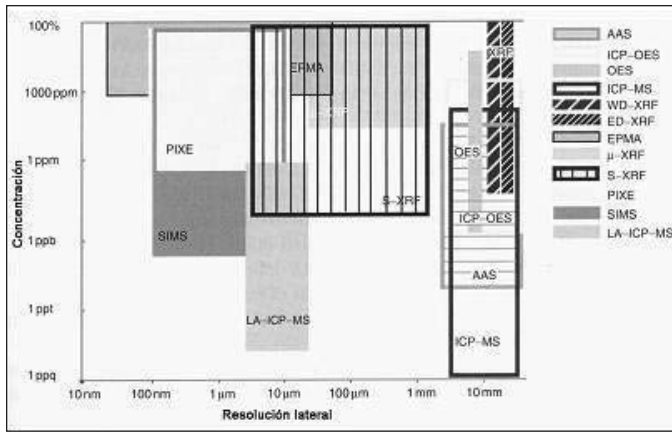 100%
1000ppm
1ppm
1ppb
1ppt
1ppq
Concentración
10nm
100nm
1µm
10µm
100µm
1mm
10mm
Resolución lateral
PIXE
SIMS
EPMA
S-XRF
LA-ICP-MS
XRF
OES
ICP-OES
AAS
ICP-MS
AAS
ICP-OES
OES
ICP-MS
WD-XRF
ED-XRF
EPMA
µ-XRF
S-XRF
PIXE
SIMS
LA-ICP-MS